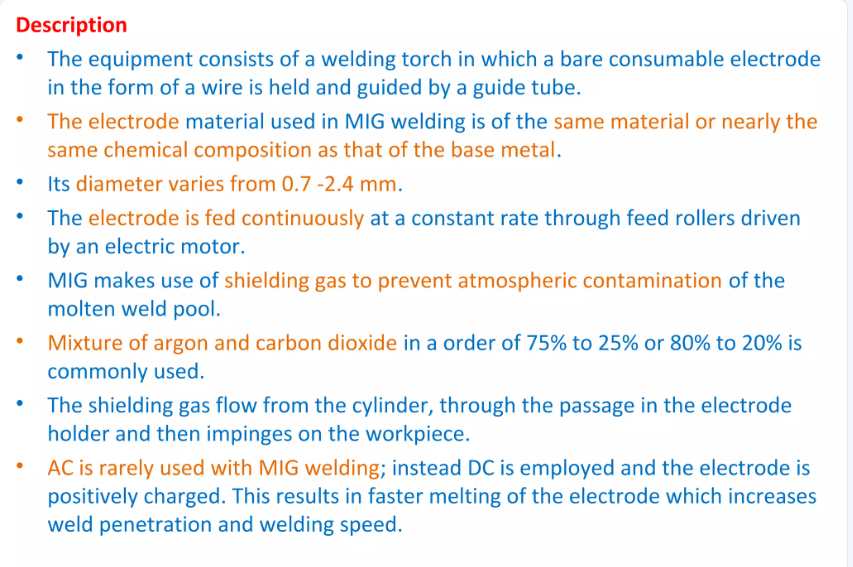 Description
• The equipment consists of a welding torch in which a bare consumable electrode
in the form of a wire is held and guided by a guide tube.
• The electrode material used in MIG welding is of the same material or nearly the
same chemical composition as that of the base metal.
• Its diameter varies from 0.7 -2.4 mm.
• The electrode is fed continuously at a constant rate through feed rollers driven
by an electric motor.
• MIG makes use of shielding gas to prevent atmospheric contamination of the
molten weld pool.
• Mixture of argon and carbon dioxide in a order of 75% to 25% or 80% to 20% is
commonly used.
• The shielding gas flow from the cylinder, through the passage in the electrode
holder and then impinges on the workpiece.
• AC is rarely used with MIG welding; instead DC is employed and the electrode is
positively charged. This results in faster melting of the electrode which increases
weld penetration and welding speed.